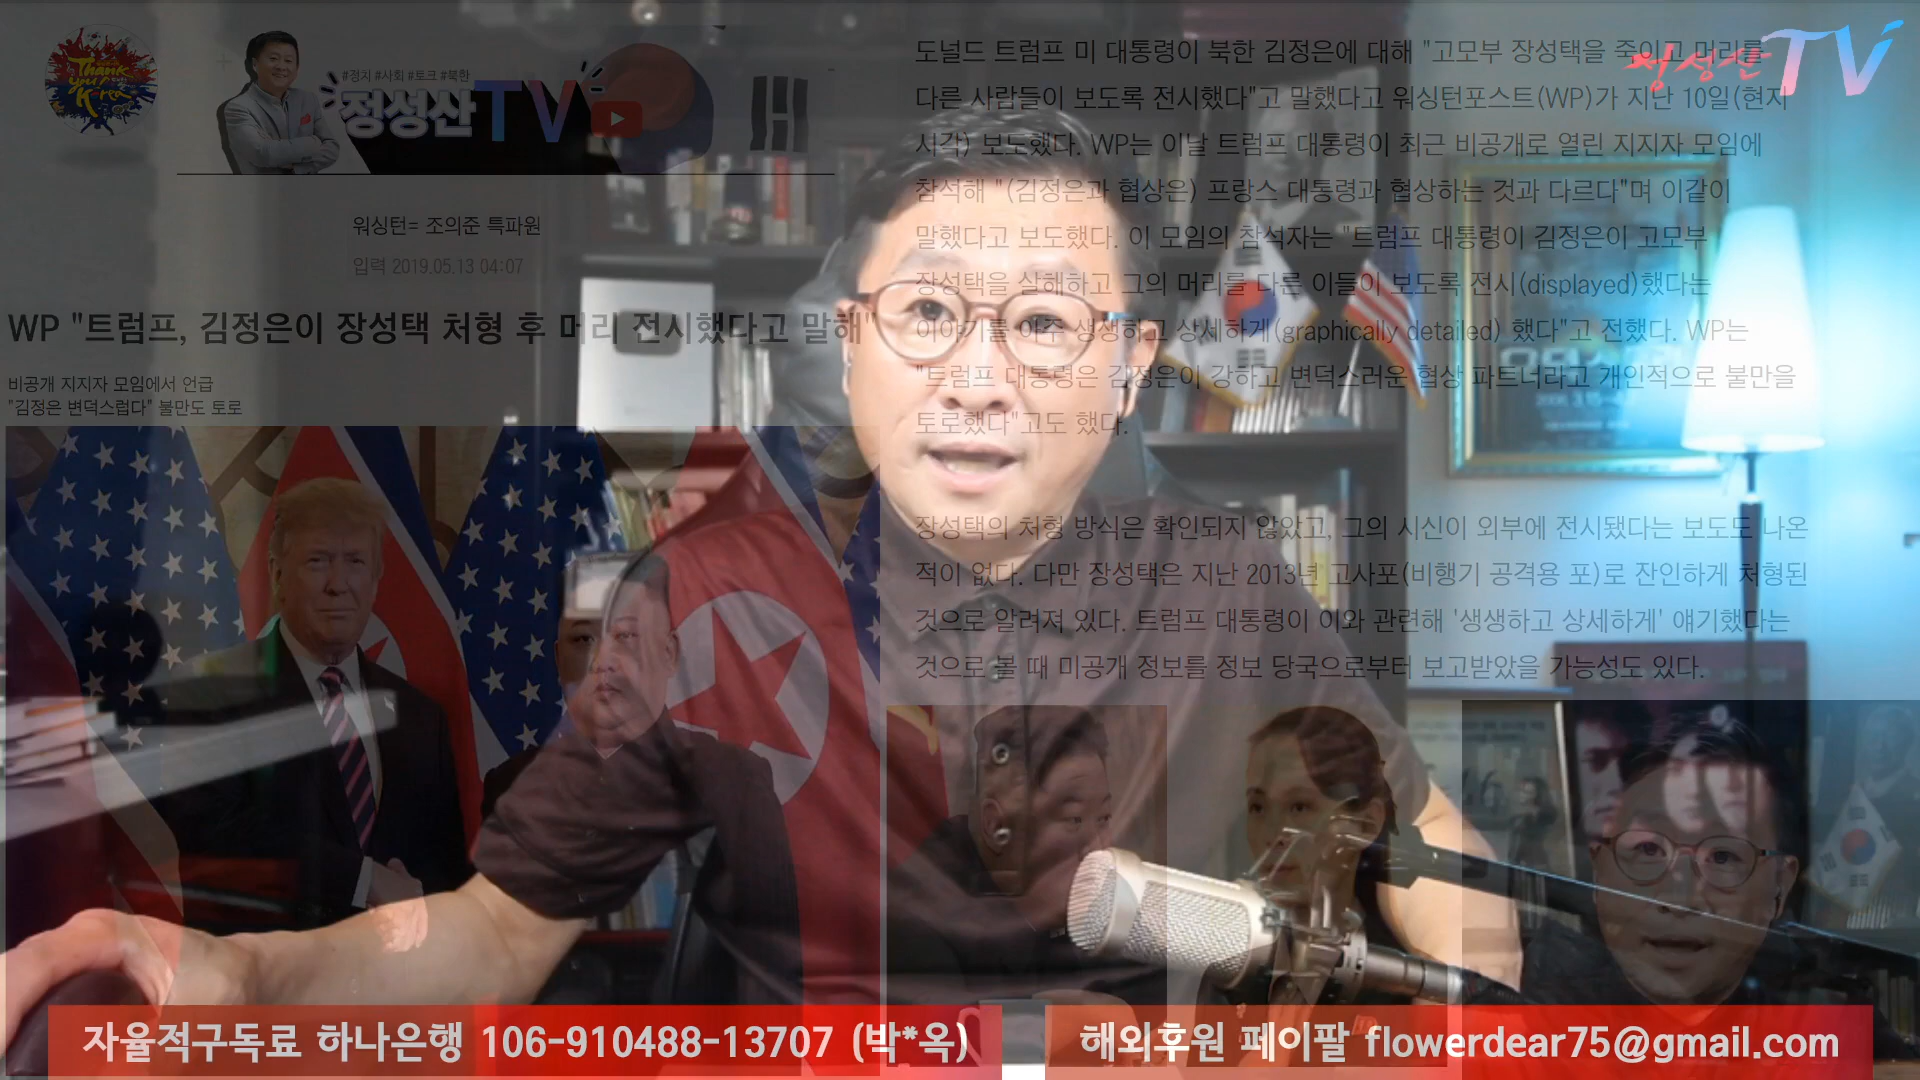 Thank you Korea
#정치 #사회 #토크 #북한
정성산TV
정성산TV
워싱턴= 조의준 특파원
입력 2019.05.13 04:07
WP "트럼프, 김정은이 장성택 처형 후 머리 전시했다고 말해"
비공개 지지자 모임에서 언급
"김정은 변덕스럽다" 불만도 토로
도널드 트럼프 미 대통령이 북한 김정은에 대해 "고모부 장성택을 죽이고 머리를
다른 사람들이 보도록 전시했다"고 말했다고 워싱턴포스트(WP)가 지난 10일(현지
시각) 보도했다. WP는 이날 트럼프 대통령이 최근 비공개로 열린 지지자 모임에
참석해 "(김정은과 협상은) 프랑스 대통령과 협상하는 것과 다르다"며 이같이
말했다고 보도했다. 이 모임의 참석자는 "트럼프 대통령이 김정은이 고모부
장성택을 살해하고 그의 머리를 다른 이들이 보도록 전시(displayed)했다는
이야기를 아주 생생하고 상세하게(graphically detailed) 했다"고 전했다. WP는
"트럼프 대통령은 김정은이 강하고 변덕스러운 협상 파트너라고 개인적으로 불만을
토로했다"고도 했다.
장성택의 처형 방식은 확인되지 않았고, 그의 시신이 외부에 전시됐다는 보도도 나온
적이 없다. 다만 장성택은 지난 2013년 고사포(비행기 공격용 포)로 잔인하게 처형된
것으로 알려져 있다. 트럼프 대통령이 이와 관련해 '생생하고 상세하게' 얘기했다는
것으로 볼 때 미공개 정보를 정보 당국으로부터 보고받았을 가능성도 있다.
자율적구독료 하나은행 106-910488-13707 (박*옥)
해외후원 페이팔 flowerdear75@gmail.com